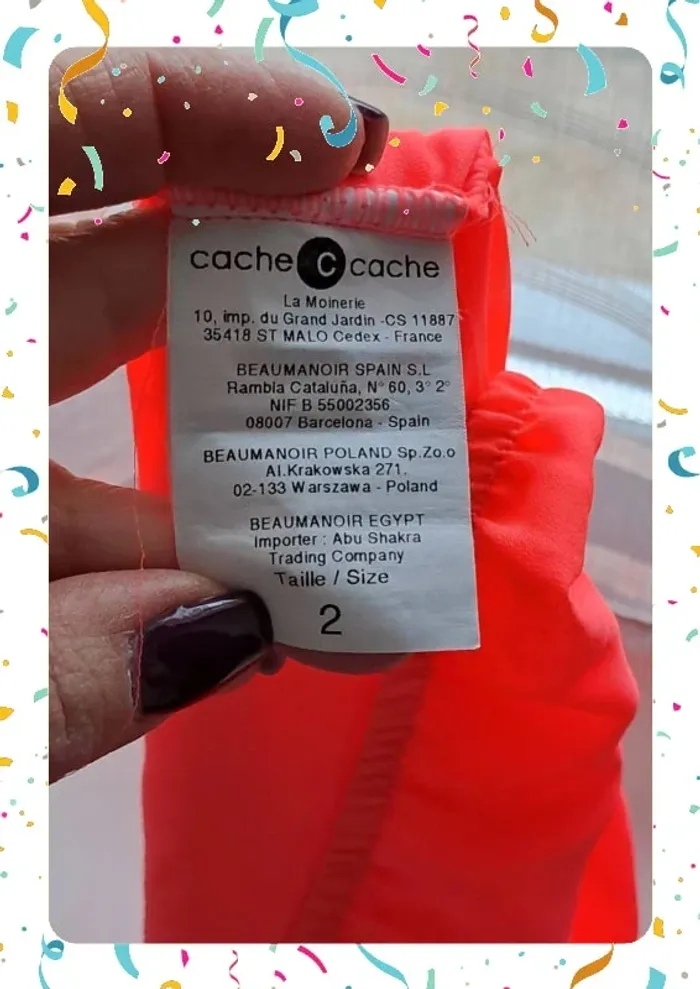 cache C cache
La Moinerie
10, imp. du Grand Jardin -CS 11887
35418 ST MALO Cedex - France
BEAUMANOIR SPAIN S.L
Rambla Cataluña, N° 60, 3° 2°
NIF B 55002356
08007 Barcelona - Spain
BEAUMANOIR POLAND Sp.Zo.o
Al.Krakowska 271.
02-133 Warszawa - Poland
BEAUMANOIR EGYPT
Importer : Abu Shakra
Trading Company
Taille / Size
2